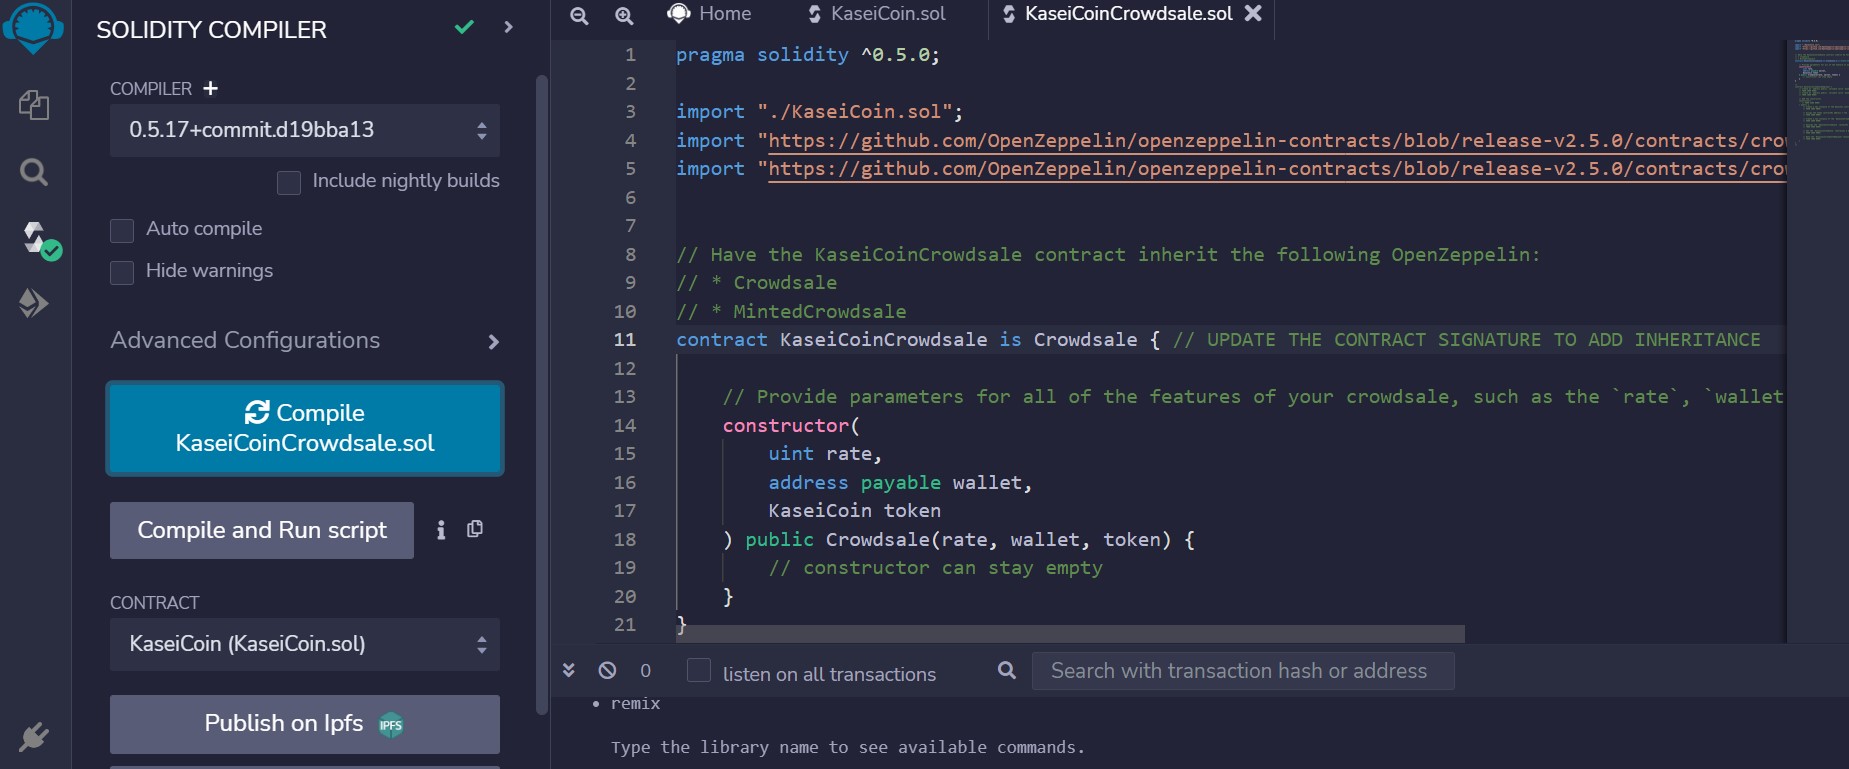 SOLIDITY COMPILER
COMPILER +
0.5.17+commit.d19bba13
Include nightly builds
Auto compile
Hide warnings
Advanced Configurations
Compile
KaseiCoinCrowdsale.sol
Compile and Run script
CONTRACT
KaseiCoin (KaseiCoin.sol)
Publish on Ipfs IPFS
Home KaseiCoin.sol KaseiCoinCrowdsale.sol
1 pragma solidity ^0.5.0;
2
3 import "./KaseiCoin.sol";
4 import "https://github.com/OpenZeppelin/openzeppelin-contracts/blob/release-v2.5.0/contracts/cro
5 import "https://github.com/OpenZeppelin/openzeppelin-contracts/blob/release-v2.5.0/contracts/cro
6
7
8 // Have the KaseiCoinCrowdsale contract inherit the following OpenZeppelin:
9 // * Crowdsale
10 // * MintedCrowdsale
11 contract KaseiCoinCrowdsale is Crowdsale { // UPDATE THE CONTRACT SIGNATURE TO ADD INHERITANCE
12
13 // Provide parameters for all of the features of your crowdsale, such as the `rate`, `wallet
14 constructor(
15 uint rate,
16 address payable wallet,
17 KaseiCoin token
18 ) public Crowdsale(rate, wallet, token) {
19 // constructor can stay empty
20 }
21 }
0 listen on all transactions Search with transaction hash or address
• remix
Type the library name to see available commands.